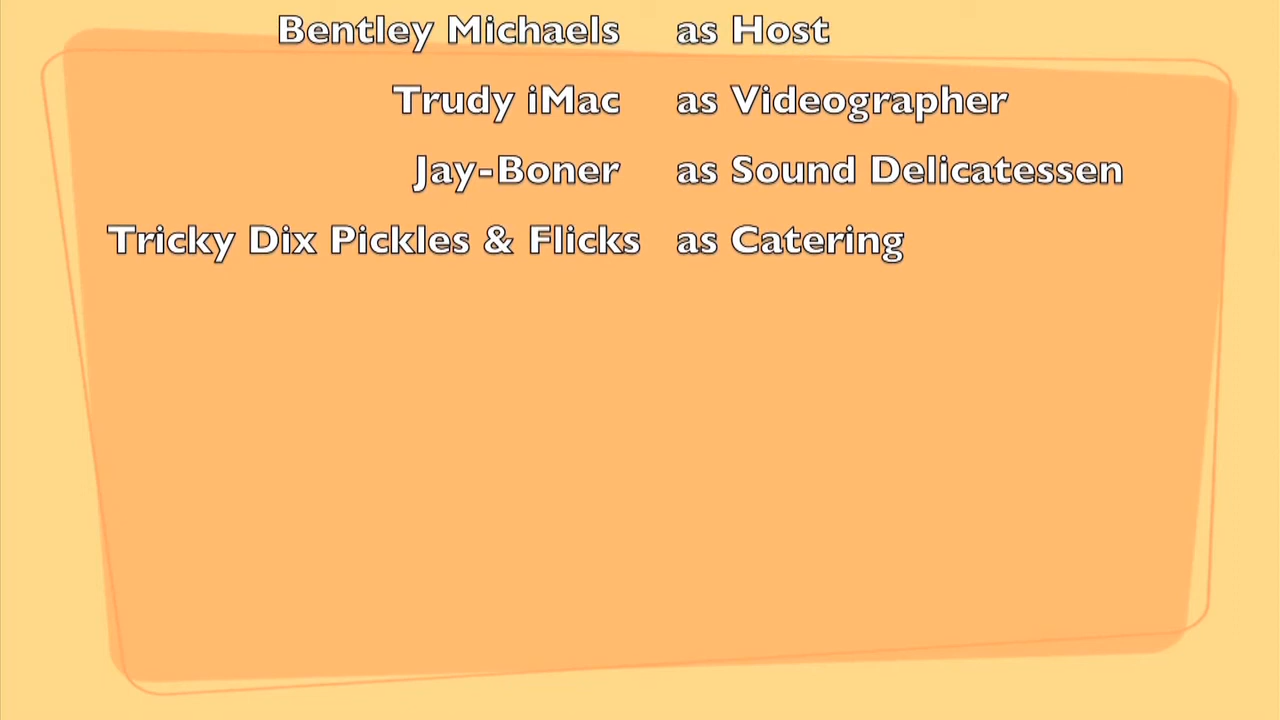 Bentley Michaels as Host
Trudy iMac as Videographer
Jay-Boner as Sound Delicatessen
Tricky Dix Pickles & Flicks as Catering